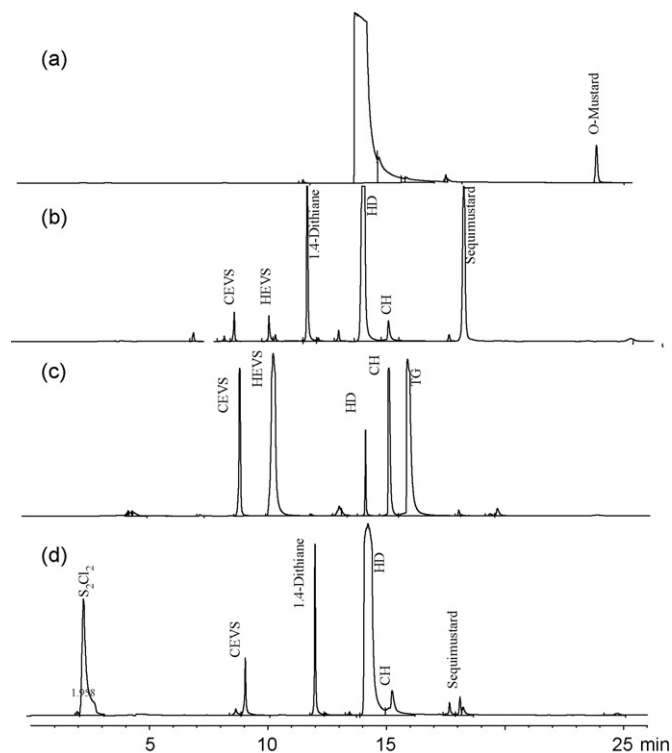 (a)
O-Mustard
(b)
CEVS
HEVS
1.4-Dithiane
HD
CH
Sequimustard
(c)
CEVS
HEVS
HD
CH
TG
(d)
S2Cl2
1.958
CEVS
1.4-Dithiane
HD
CH
Sequimustard
5 10 15 25 min